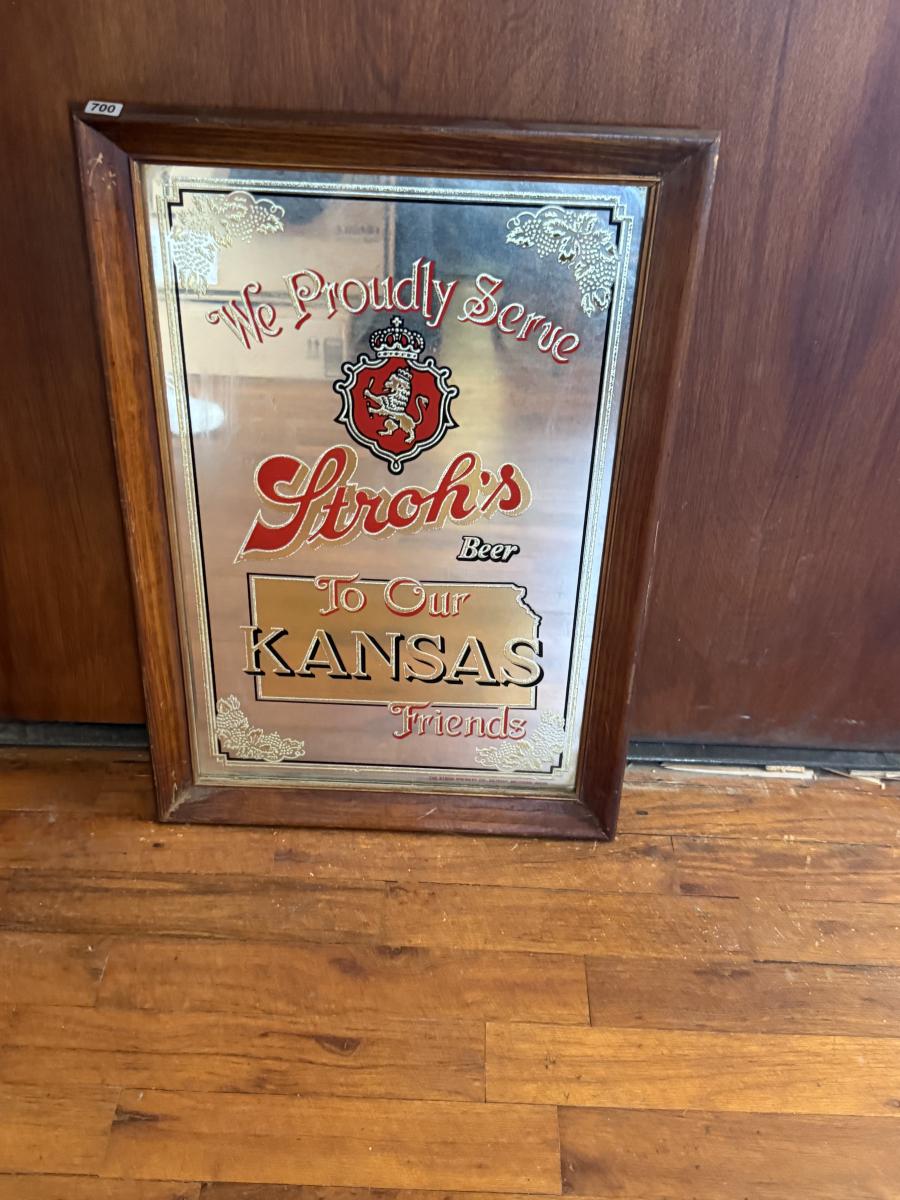 700
We Proudly Serve
Stroh's
Beer
To Our
KANSAS
Friends